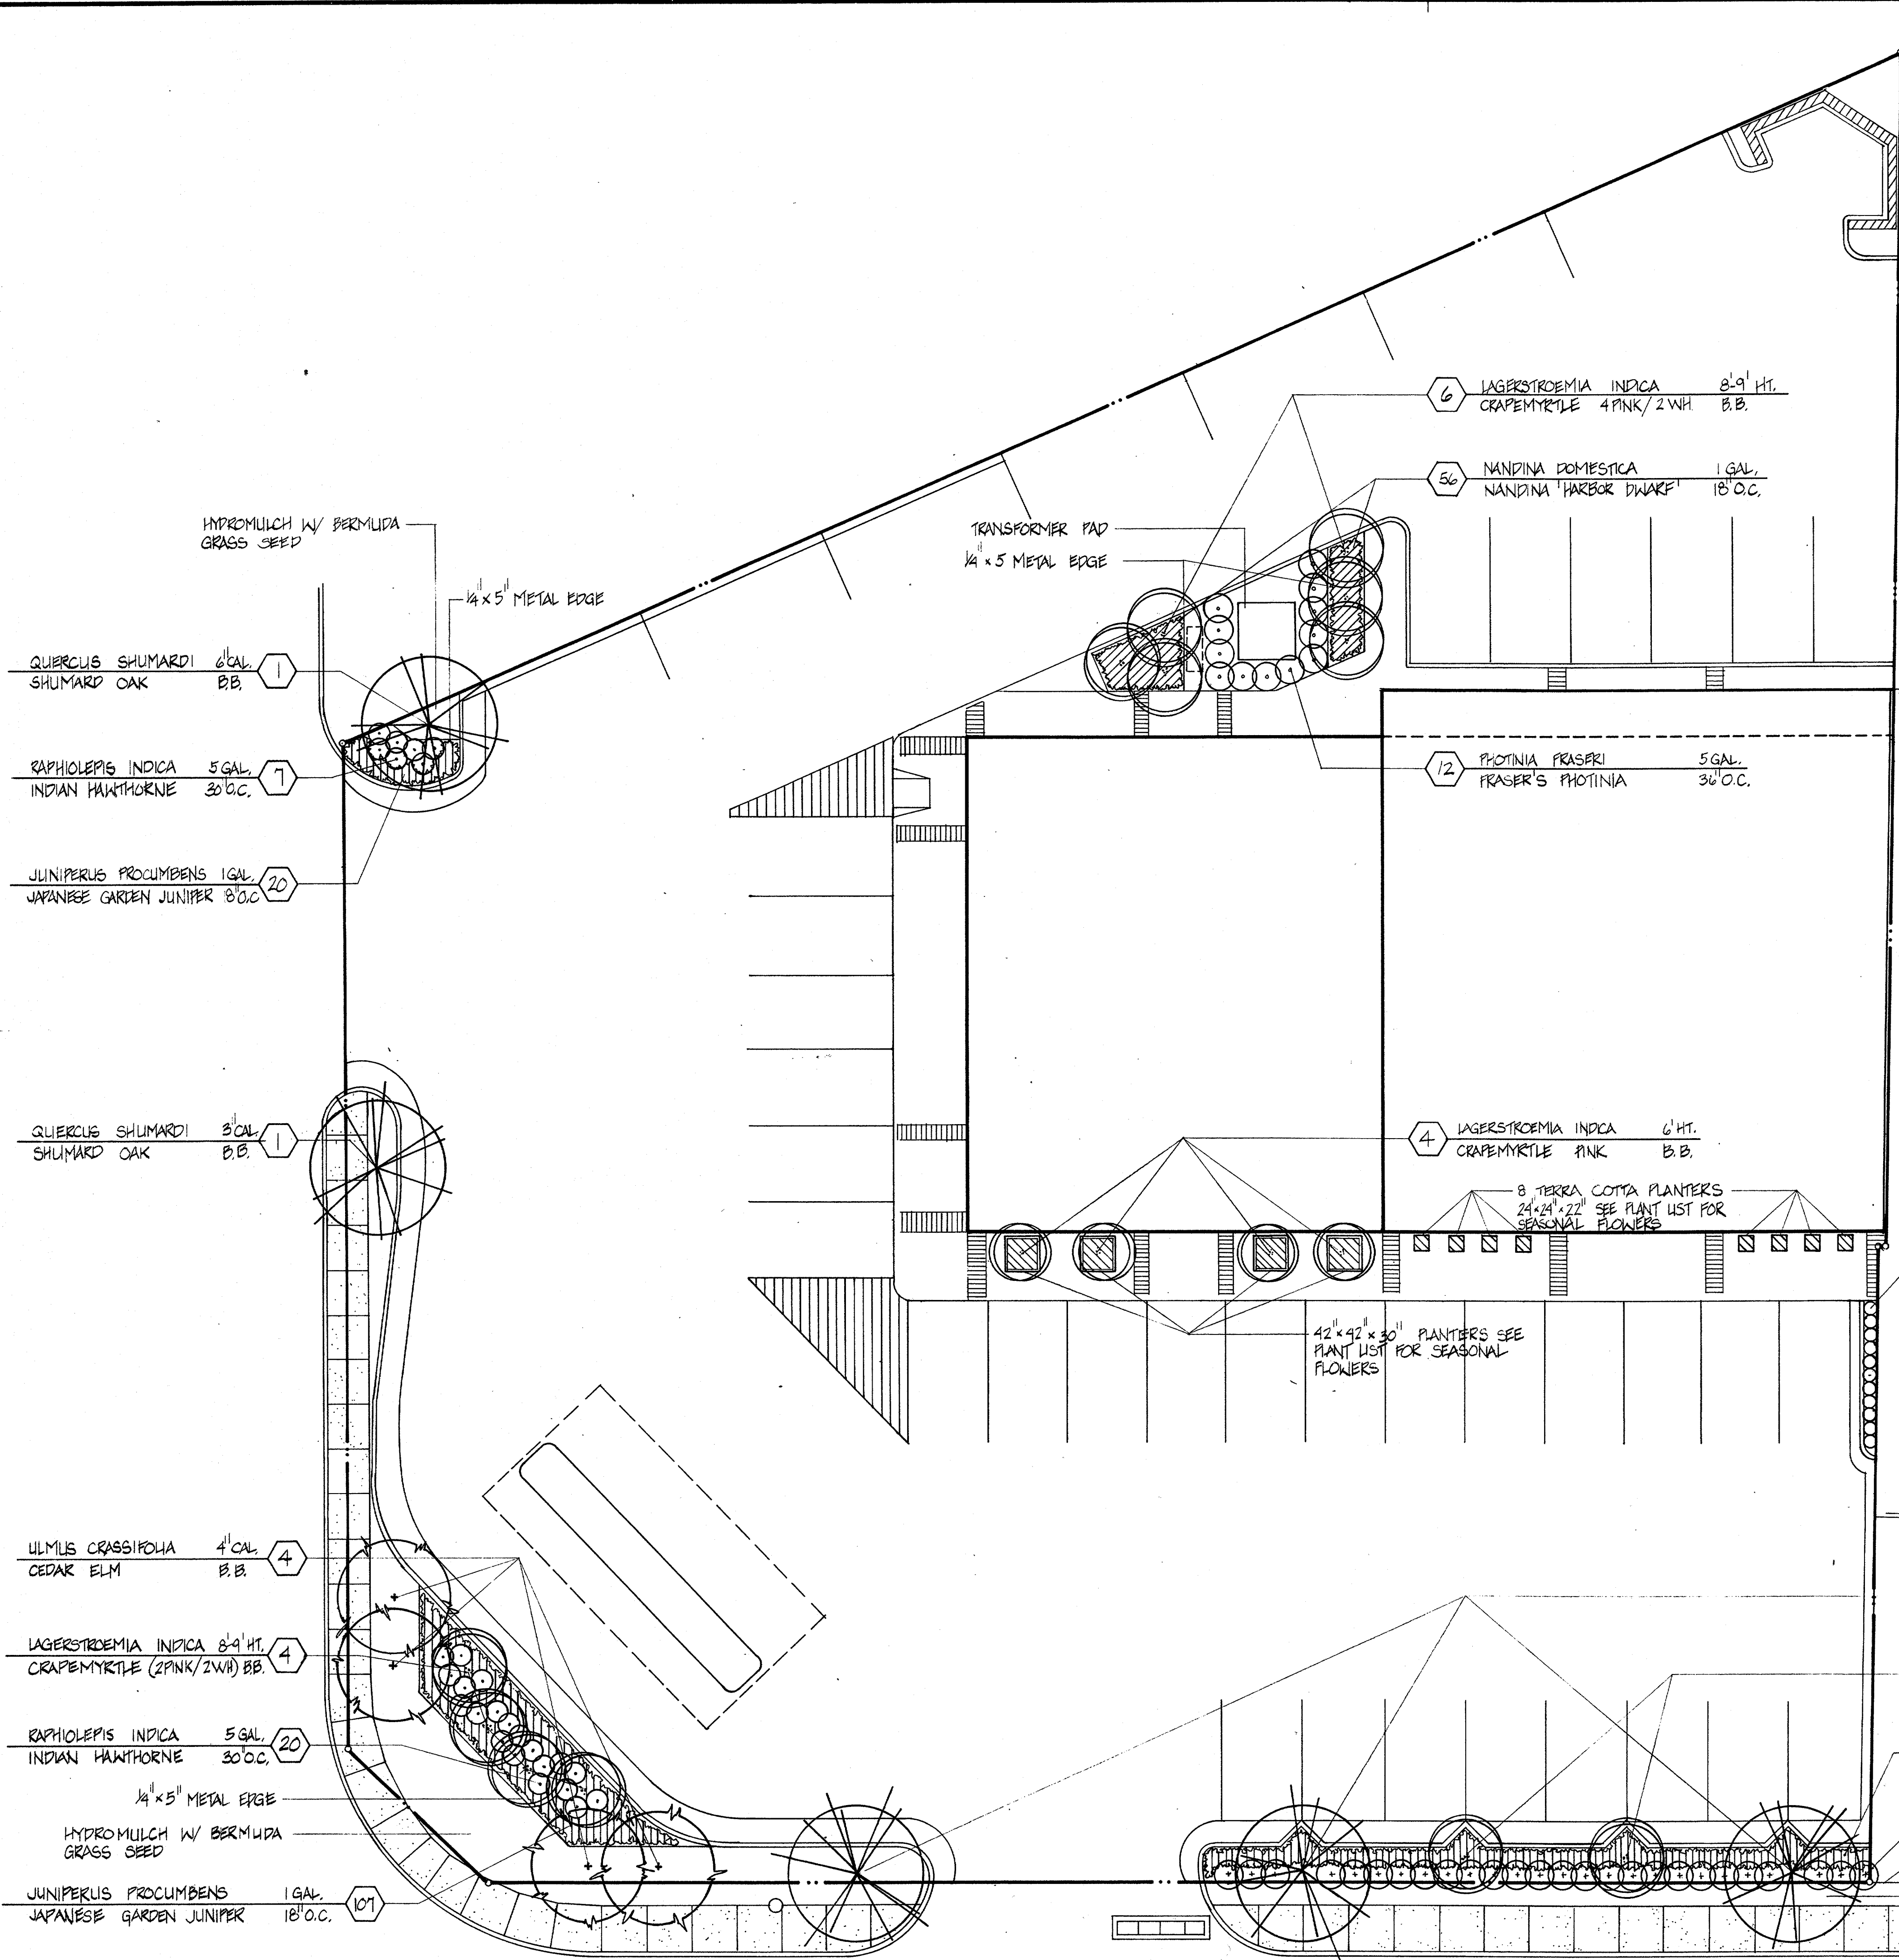 6 LAGERSTROEMIA INDICA 8'-9' HT.
CRAPEMYRTLE 4 PINK/2 WH. B.B.
56 NANDINA DOMESTICA 1 GAL.
NANDINA 'HARBOR DWARF' 18" O.C.
HYDROMULCH W/ BERMUDA
GRASS SEED
TRANSFORMER PAD
1/4" x 5 METAL EDGE
1/4" x 5" METAL EDGE
QUERCUS SHUMARDI 6" CAL. 1
SHUMARD OAK B.B.
RAPHIOLEPIS INDICA 5 GAL. 7
INDIAN HAWTHORNE 30" O.C.
12 PHOTINIA FRASERI 5 GAL.
FRASER'S PHOTINIA 36" O.C.
JUNIPERUS PROCUMBENS 1 GAL. 20
JAPANESE GARDEN JUNIPER 18" O.C
QUERCUS SHUMARDI 3" CAL. 1
SHUMARD OAK B.B.
4 LAGERSTROEMIA INDICA 6' HT.
CRAPEMYRTLE PINK B.B.
8 TERRA COTTA PLANTERS
24"x24"x22" SEE PLANT LIST FOR
SEASONAL FLOWERS
42"x42"x30" PLANTERS SEE
PLANT LIST FOR SEASONAL
FLOWERS
ULMUS CRASSIFOLIA 4" CAL. 4
CEDAR ELM B.B.
LAGERSTROEMIA INDICA 8'-9' HT. 4
CRAPEMYRTLE (2PINK/2WH) B.B.
RAPHIOLEPIS INDICA 5 GAL. 20
INDIAN HAWTHORNE 30" O.C.
1/4" x 5" METAL EDGE
HYDROMULCH W/ BERMUDA
GRASS SEED
JUNIPERUS PROCUMBENS 1 GAL. 107
JAPANESE GARDEN JUNIPER 18" O.C.